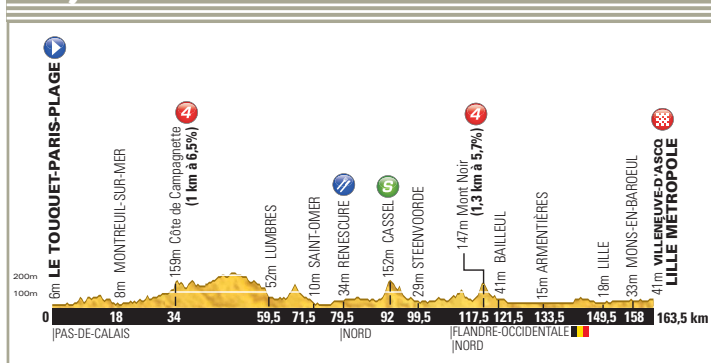 6m LE TOUQUET-PARIS-PLAGE
8m MONTREUIL-SUR-MER
4
159m Côte de Campagnette
(1 km à 6,5%)
52m LUMBRES
10m SAINT-OMER
34m RENESCURE
S
152m CASSEL
29m STEENVOORDE
4
147m Mont Noir
(1,3 km à 5,7%)
41m BAILLEUL
15m ARMENTIÈRES
18m LILLE
33m MONS-EN-BAROEUL
41m VILLENEUVE-D'ASCQ
LILLE MÉTROPOLE
200m
100m
0 18 34 59,5 71,5 79,5 92 99,5 117,5 121,5 133,5 149,5 158 163,5 km
|PAS-DE-CALAIS |NORD |FLANDRE-OCCIDENTALE
|NORD